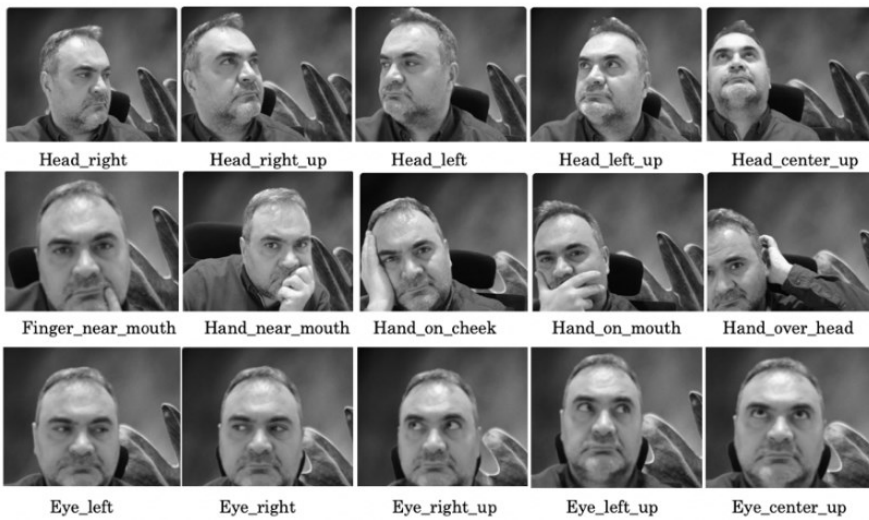 Head_right Head_right_up Head_left Head_left_up Head_center_up
Finger_near_mouth Hand_near_mouth Hand_on_cheek Hand_on_mouth Hand_over_head
Eye_left Eye_right Eye_right_up Eye_left_up Eye_center_up